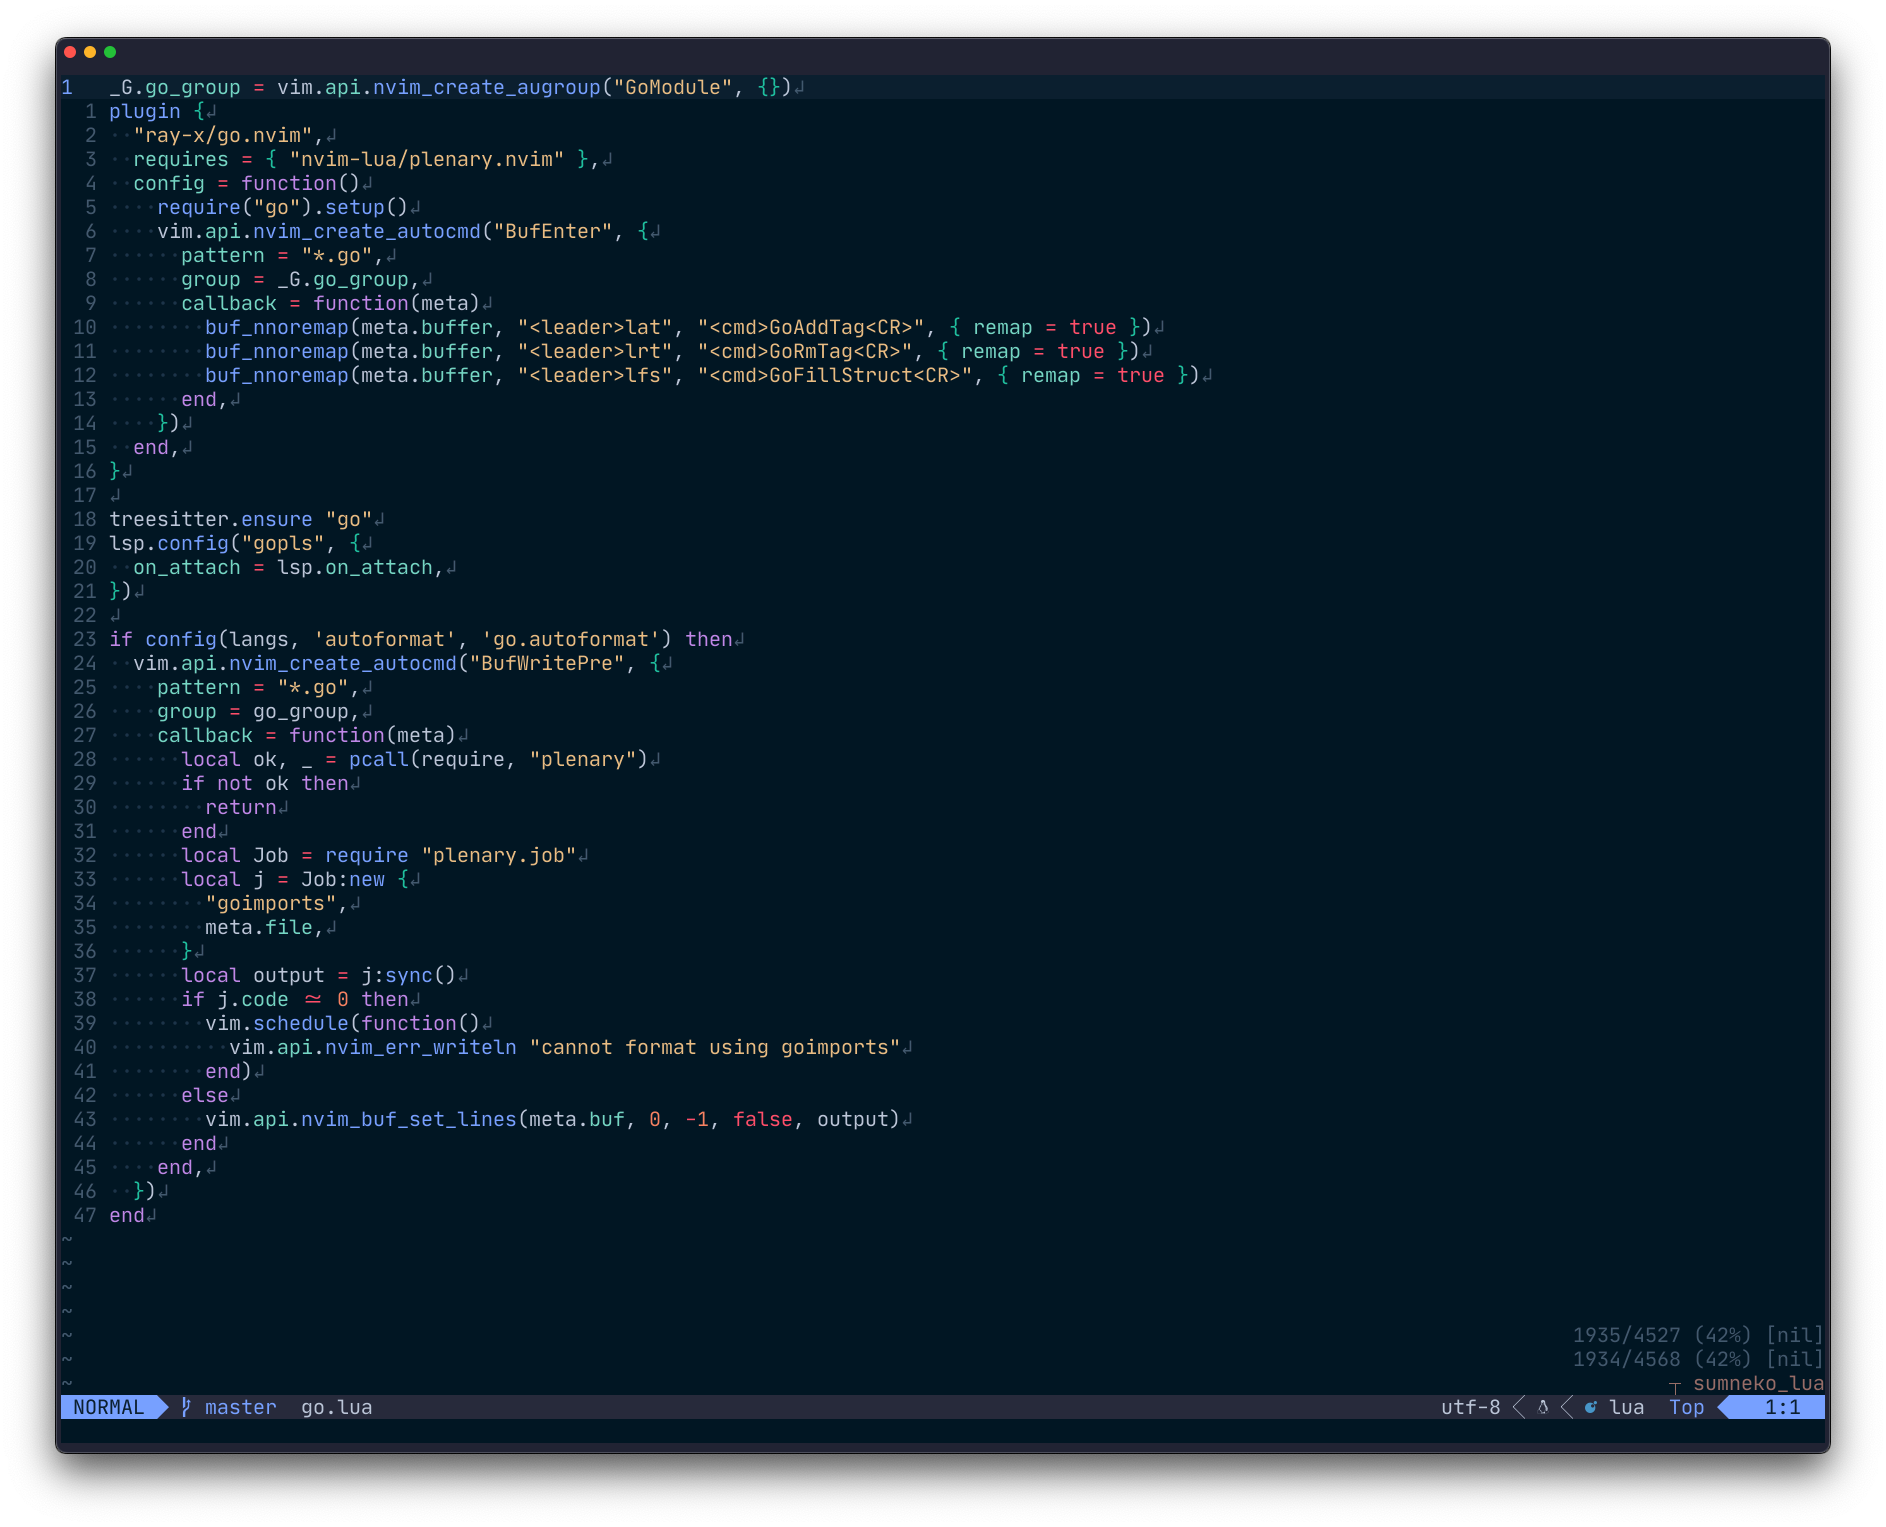 1   _G.go_group = vim.api.nvim_create_augroup("GoModule", {})↲
  1 plugin {↲
  2 ··"ray-x/go.nvim",↲
  3 ··requires = { "nvim-lua/plenary.nvim" },↲
  4 ··config = function()↲
  5 ····require("go").setup()↲
  6 ····vim.api.nvim_create_autocmd("BufEnter", {↲
  7 ······pattern = "*.go",↲
  8 ······group = _G.go_group,↲
  9 ······callback = function(meta)↲
 10 ········buf_nnoremap(meta.buffer, "<leader>lat", "<cmd>GoAddTag<CR>", { remap = true })↲
 11 ········buf_nnoremap(meta.buffer, "<leader>lrt", "<cmd>GoRmTag<CR>", { remap = true })↲
 12 ········buf_nnoremap(meta.buffer, "<leader>lfs", "<cmd>GoFillStruct<CR>", { remap = true })↲
 13 ······end,↲
 14 ····})↲
 15 ··end,↲
 16 }↲
 17 ↲
 18 treesitter.ensure "go"↲
 19 lsp.config("gopls", {↲
 20 ··on_attach = lsp.on_attach,↲
 21 })↲
 22 ↲
 23 if config(langs, 'autoformat', 'go.autoformat') then↲
 24 ··vim.api.nvim_create_autocmd("BufWritePre", {↲
 25 ····pattern = "*.go",↲
 26 ····group = go_group,↲
 27 ····callback = function(meta)↲
 28 ······local ok, _ = pcall(require, "plenary")↲
 29 ······if not ok then↲
 30 ········return↲
 31 ······end↲
 32 ······local Job = require "plenary.job"↲
 33 ······local j = Job:new {↲
 34 ········"goimports",↲
 35 ········meta.file,↲
 36 ······}↲
 37 ······local output = j:sync()↲
 38 ······if j.code ≃ 0 then↲
 39 ········vim.schedule(function()↲
 40 ··········vim.api.nvim_err_writeln "cannot format using goimports"↲
 41 ········end)↲
 42 ······else↲
 43 ········vim.api.nvim_buf_set_lines(meta.buf, 0, -1, false, output)↲
 44 ······end↲
 45 ····end,↲
 46 ··})↲
 47 end↲
~
~
~
~
~ 1935/4527 (42%) [nil]
~ 1934/4568 (42%) [nil]
~ ┬ sumneko_lua
NORMAL master go.lua utf-8 lua Top 1:1